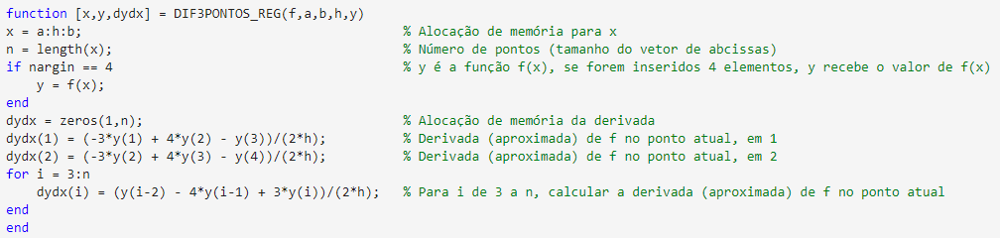 function [x,y,dydx] = DIF3PONTOS_REG(f,a,b,h,y)
x = a:h:b; % Alocação de memória para x
n = length(x); % Número de pontos (tamanho do vetor de abcissas)
if nargin == 4 % y é a função f(x), se forem inseridos 4 elementos, y recebe o valor de f(x)
y = f(x);
end
dydx = zeros(1,n); % Alocação de memória da derivada
dydx(1) = (-3*y(1) + 4*y(2) - y(3))/(2*h); % Derivada (aproximada) de f no ponto atual, em 1
dydx(2) = (-3*y(2) + 4*y(3) - y(4))/(2*h); % Derivada (aproximada) de f no ponto atual, em 2
for i = 3:n
dydx(i) = (y(i-2) - 4*y(i-1) + 3*y(i))/(2*h); % Para i de 3 a n, calcular a derivada (aproximada) de f no ponto atual
end
end